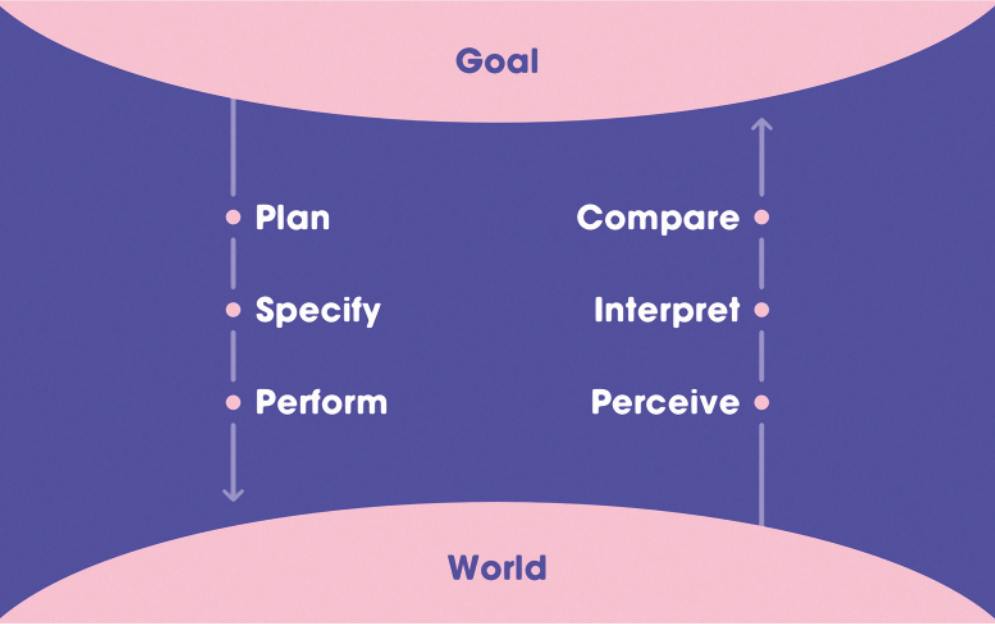 Goal
Plan
Specify
Perform
Compare
Interpret
Perceive
World